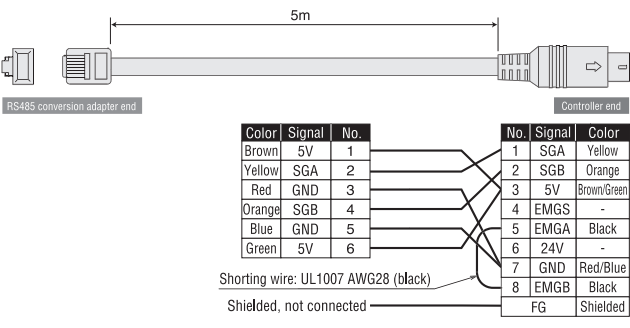 5m
RS485 conversion adapter end
Controller end
Color Signal No.
Brown 5V 1
Yellow SGA 2
Red GND 3
Orange SGB 4
Blue GND 5
Green 5V 6
No. Signal Color
1 SGA Yellow
2 SGB Orange
3 5V Brown/Green
4 EMGS -
5 EMGA Black
6 24V -
7 GND Red/Blue
8 EMGB Black
FG Shielded
Shorting wire: UL1007 AWG28 (black)
Shielded, not connected